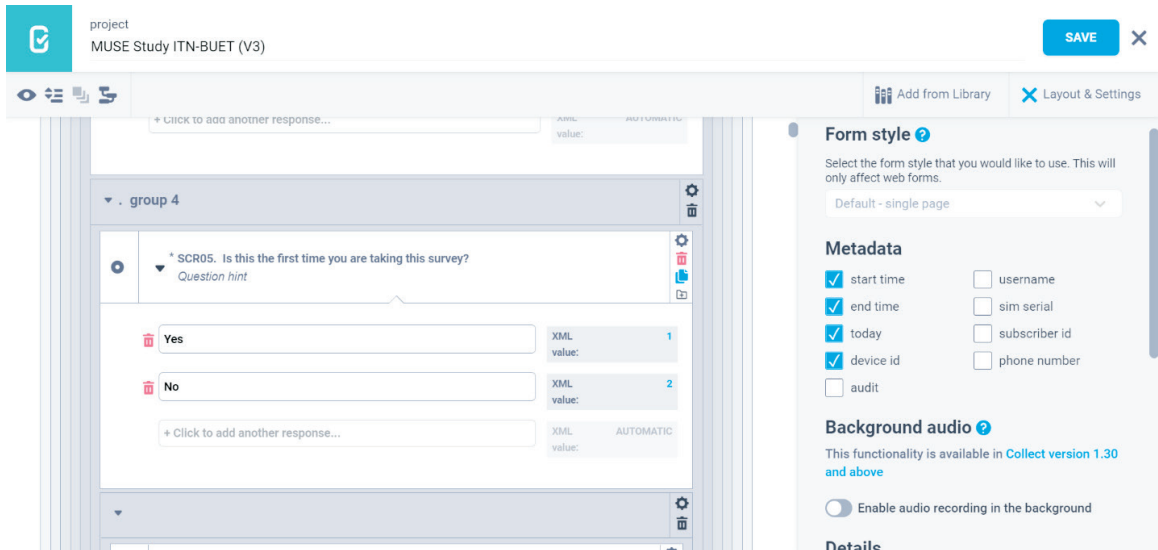 project
MUSE Study ITN-BUET (V3)
SAVE
Add from Library
Layout & Settings
+ Click to add another response...
XML AUTOMATIC
value:
. group 4
* SCR05. Is this the first time you are taking this survey?
Question hint
Yes
XML 1
value:
No
XML 2
value:
+ Click to add another response...
XML AUTOMATIC
value:
Form style ?
Select the form style that you would like to use. This will
only affect web forms.
Default - single page
Metadata
start time
username
end time
sim serial
today
subscriber id
device id
phone number
audit
Background audio ?
This functionality is available in Collect version 1.30
and above
Enable audio recording in the background
Details